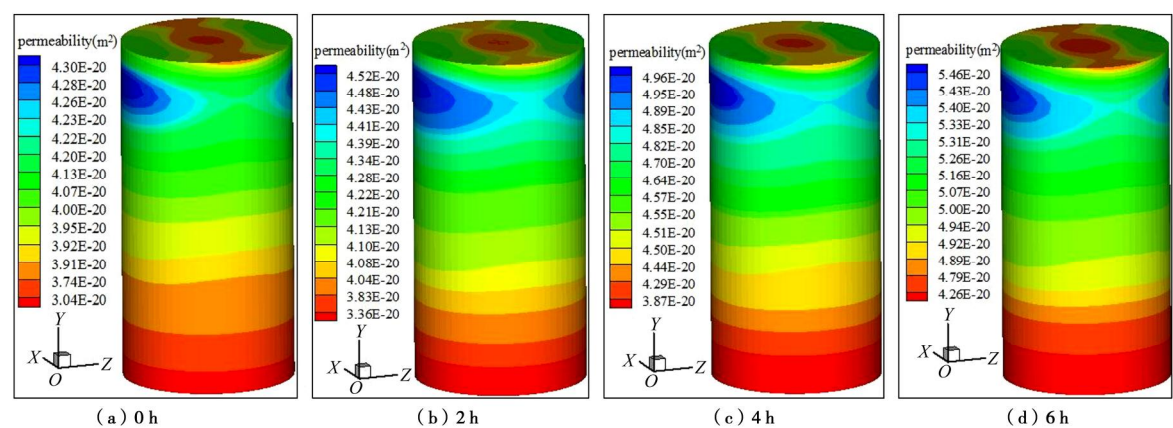 permeability(m²)
4.30E-20
4.28E-20
4.26E-20
4.23E-20
4.22E-20
4.20E-20
4.13E-20
4.07E-20
4.00E-20
3.95E-20
3.92E-20
3.91E-20
3.74E-20
3.04E-20
Y
X
Z
O
(a) 0 h
permeability(m²)
4.52E-20
4.48E-20
4.43E-20
4.41E-20
4.39E-20
4.34E-20
4.28E-20
4.22E-20
4.21E-20
4.13E-20
4.10E-20
4.08E-20
4.04E-20
3.83E-20
3.36E-20
Y
X
Z
O
(b) 2 h
permeability(m²)
4.96E-20
4.95E-20
4.89E-20
4.85E-20
4.82E-20
4.70E-20
4.64E-20
4.57E-20
4.55E-20
4.51E-20
4.50E-20
4.44E-20
4.29E-20
3.87E-20
Y
X
Z
O
(c) 4 h
permeability(m²)
5.46E-20
5.43E-20
5.40E-20
5.33E-20
5.31E-20
5.26E-20
5.16E-20
5.07E-20
5.00E-20
4.94E-20
4.92E-20
4.89E-20
4.79E-20
4.26E-20
Y
X
Z
O
(d) 6 h